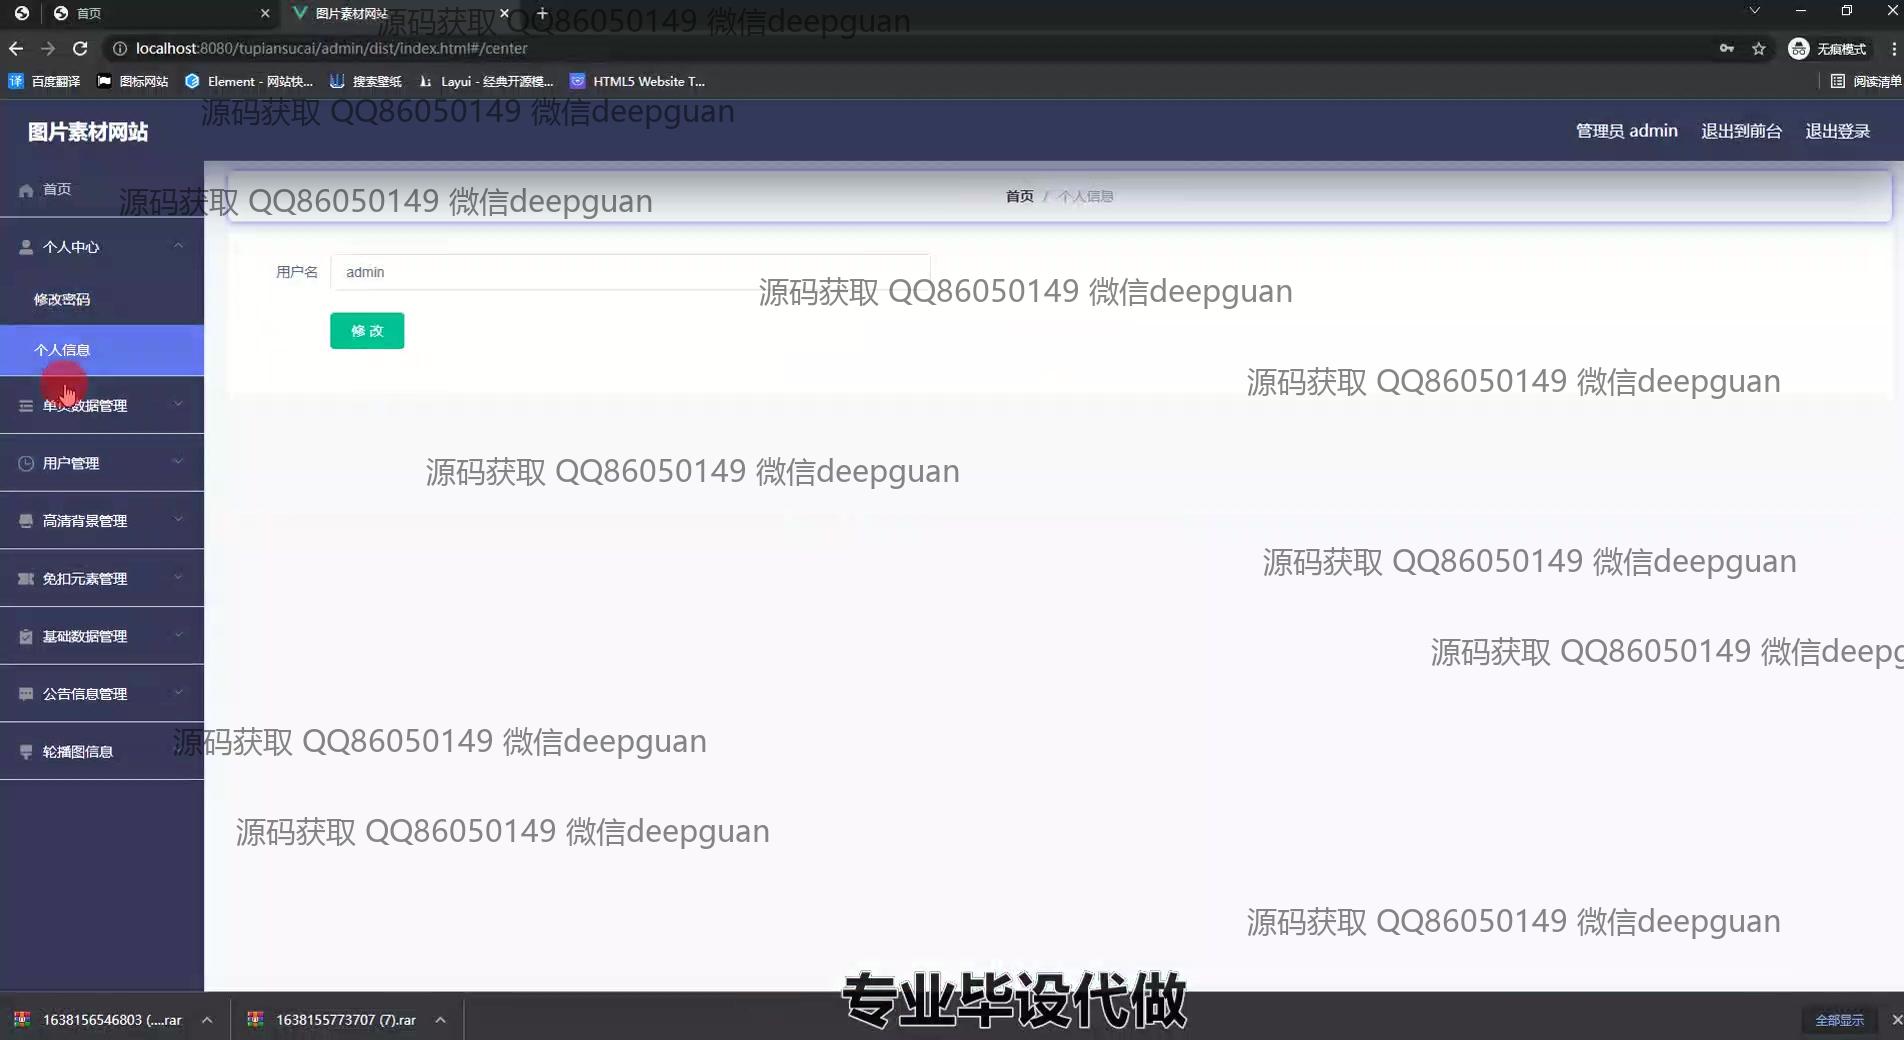 首页
图片素材网站
源码获取 QQ86050149 微信deepguan
localhost:8080/tupiansucai/admin/dist/index.html#/center
无痕模式
百度翻译
图标网站
Element - 网站快...
搜索壁纸
Layui - 经典开源模...
HTML5 Website T...
阅读清单
源码获取 QQ86050149 微信deepguan
图片素材网站
管理员 admin
退出到前台
退出登录
首页
源码获取 QQ86050149 微信deepguan
首页 / 个人信息
个人中心
用户名
admin
源码获取 QQ86050149 微信deepguan
修改密码
修 改
个人信息
源码获取 QQ86050149 微信deepguan
单页数据管理
用户管理
源码获取 QQ86050149 微信deepguan
高清背景管理
源码获取 QQ86050149 微信deepguan
免扣元素管理
基础数据管理
源码获取 QQ86050149 微信deepg
公告信息管理
轮播图信息
源码获取 QQ86050149 微信deepguan
源码获取 QQ86050149 微信deepguan
源码获取 QQ86050149 微信deepguan
专业毕设代做
1638156546803 (....rar
1638155773707 (7).rar
全部显示